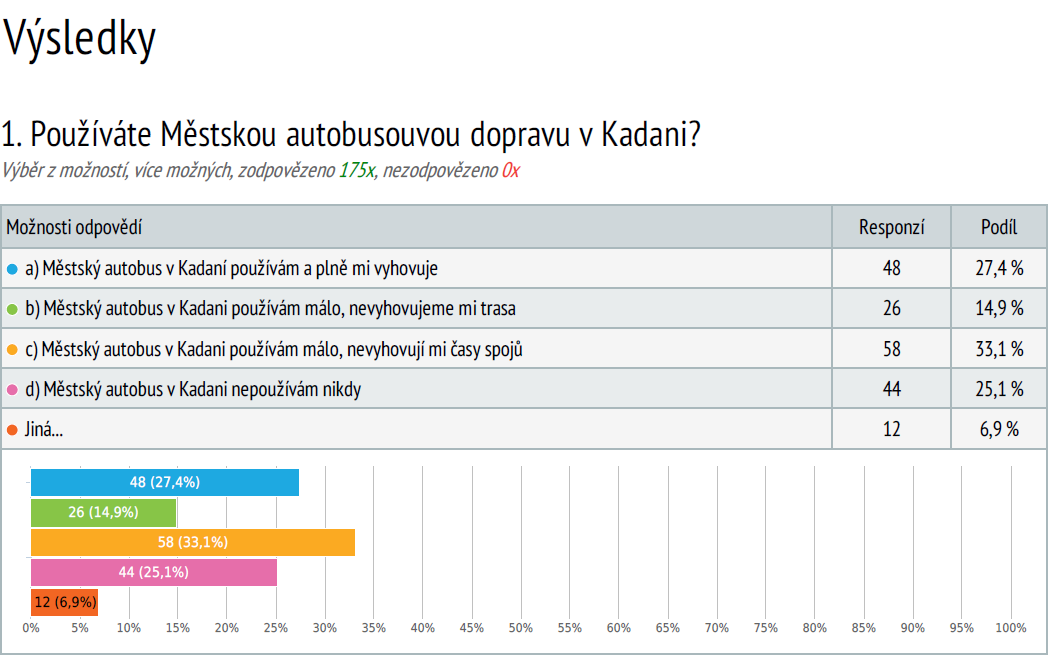 Výsledky
1. Používáte Městskou autobusouvou dopravu v Kadani?
Výběr z možností, více možných, zodpovězeno 175x, nezodpovězeno 0x
Možnosti odpovědí Responzí Podíl
a) Městský autobus v Kadaní používám a plně mi vyhovuje 48 27,4 %
b) Městský autobus v Kadani používám málo, nevyhovujeme mi trasa 26 14,9 %
c) Městský autobus v Kadani používám málo, nevyhovují mi časy spojů 58 33,1 %
d) Městský autobus v Kadani nepoužívám nikdy 44 25,1 %
Jiná... 12 6,9 %
48 (27,4%)
26 (14,9%)
58 (33,1%)
44 (25,1%)
12 (6,9%)
0% 5% 10% 15% 20% 25% 30% 35% 40% 45% 50% 55% 60% 65% 70% 75% 80% 85% 90% 95% 100%